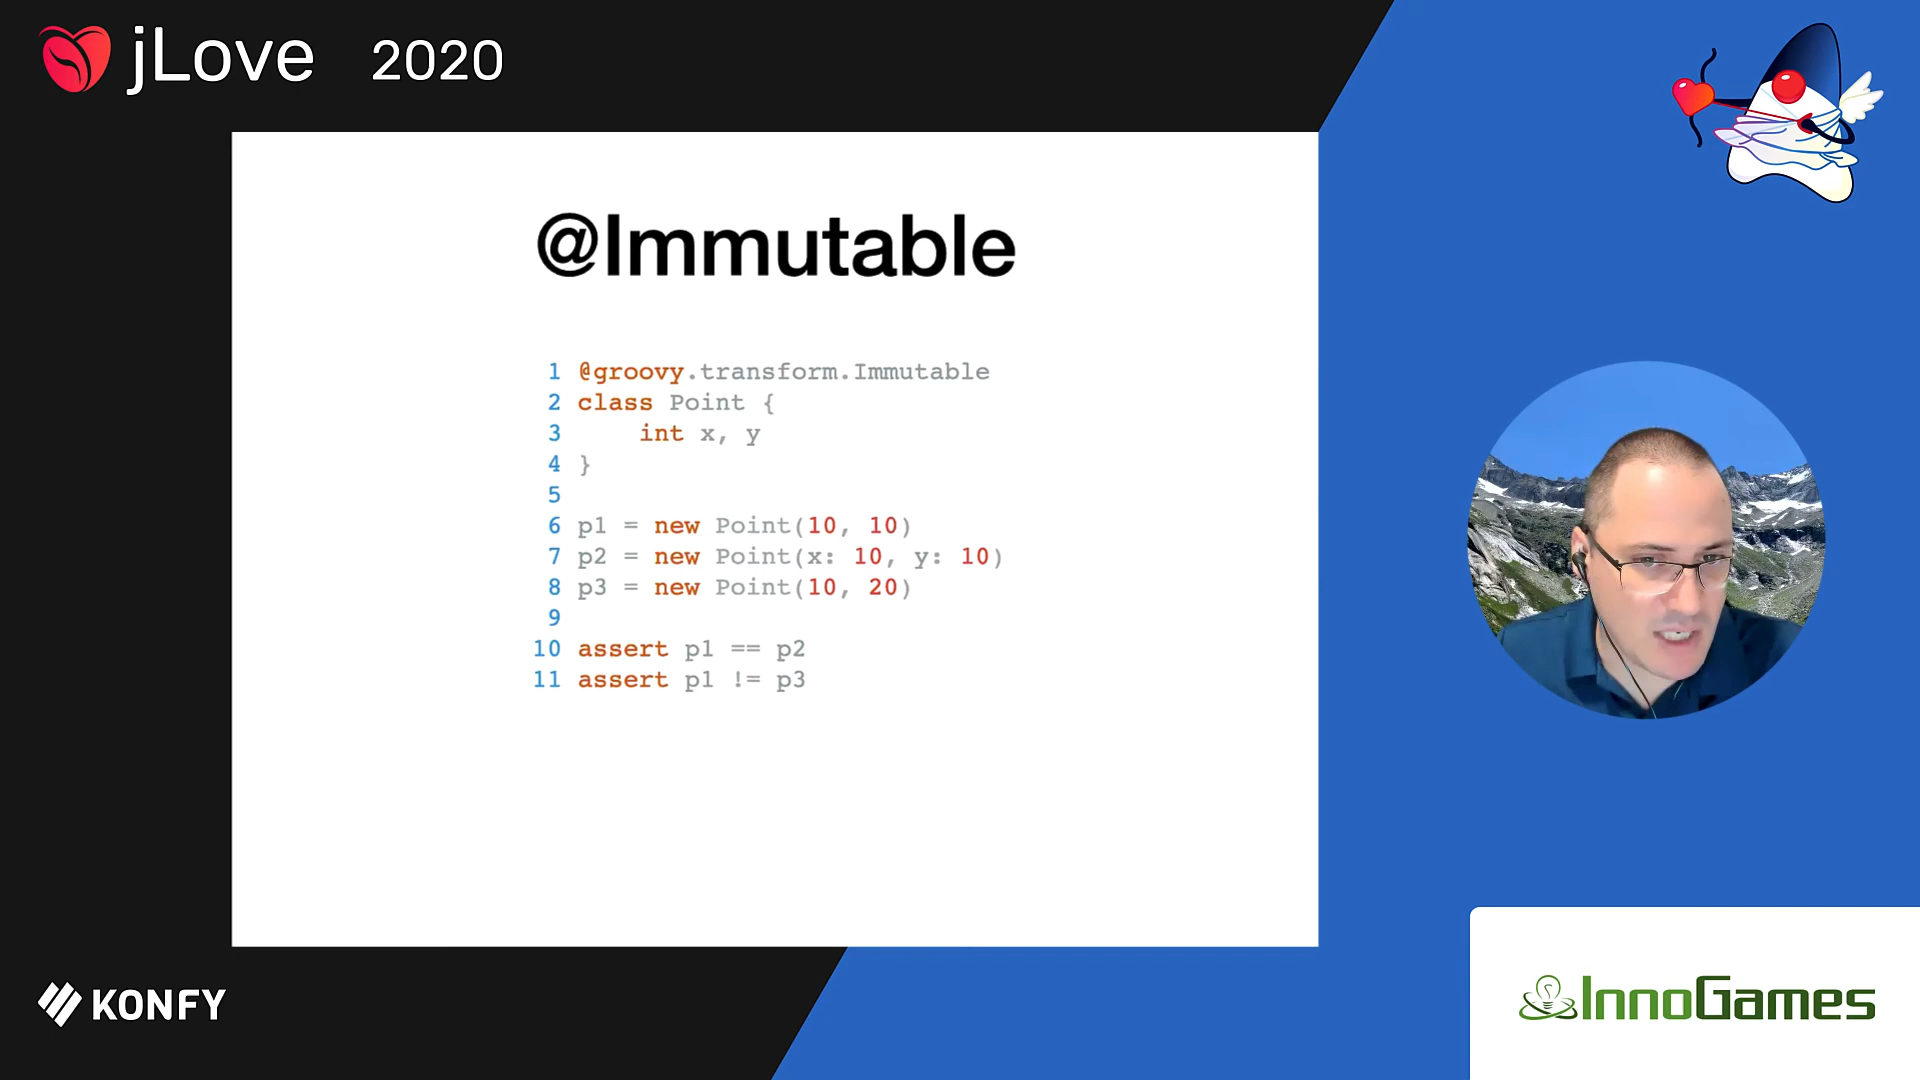 jLove 2020
@Immutable
1 @groovy.transform.Immutable
2 class Point {
3     int x, y
4 }
5
6 p1 = new Point(10, 10)
7 p2 = new Point(x: 10, y: 10)
8 p3 = new Point(10, 20)
9
10 assert p1 == p2
11 assert p1 != p3
KONFY
InnoGames